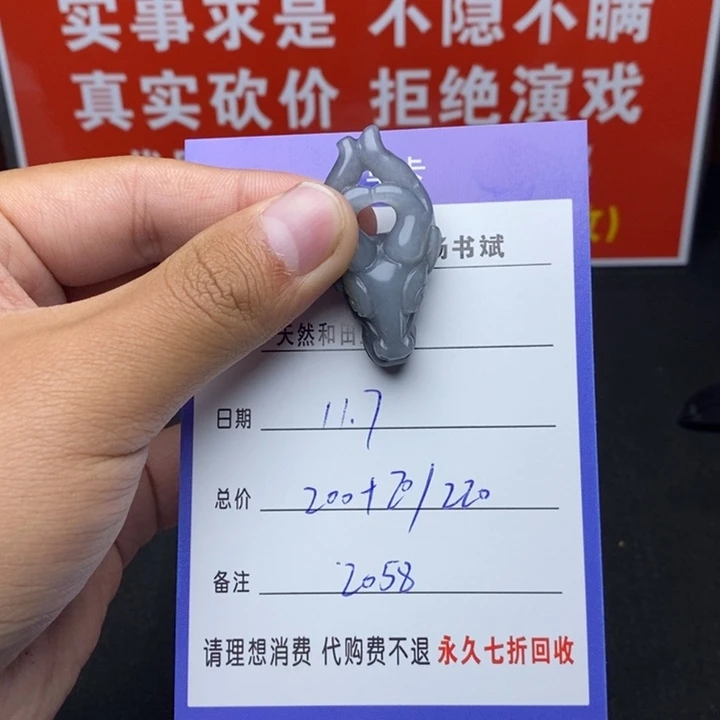 实事求是 不隐不瞒
真实砍价 拒绝演戏
卡
杨书斌
天然和田
日期 11.7
总价 200+20/220
备注 2058
请理想消费 代购费不退 永久七折回收